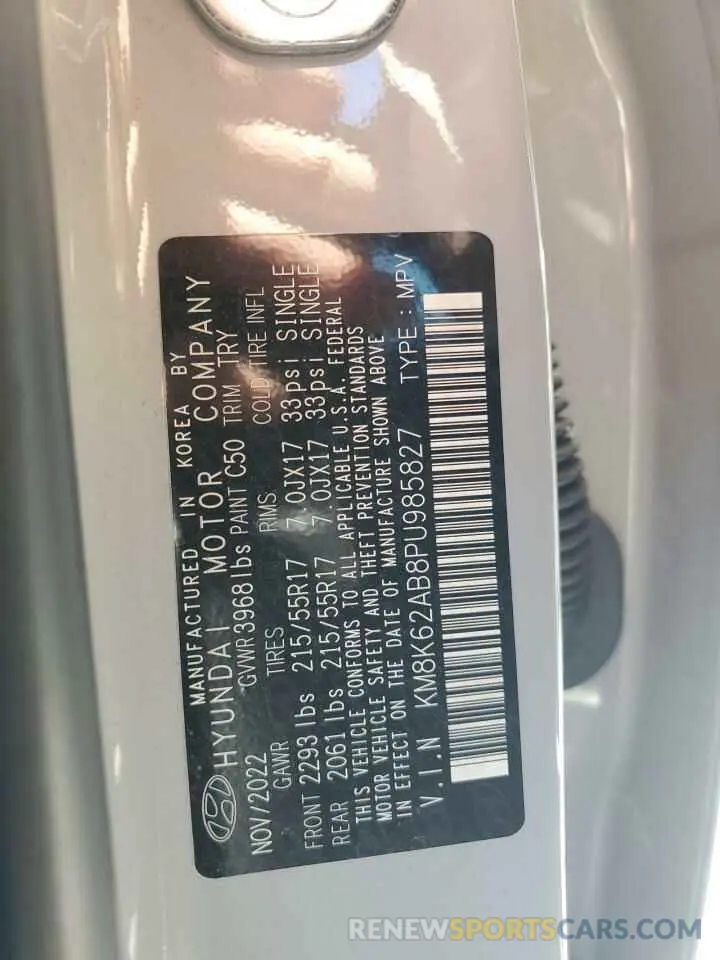 MANUFACTURED IN KOREA BY
HYUNDAI MOTOR COMPANY
NOV/2022 GVWR 3968 lbs PAINT C50 TRIM TRY
GAWR TIRES RMS COLD TIRE INFL
FRONT 2293 lbs 215/55R17 7.0JX17 33psi SINGLE
REAR 2061 lbs 215/55R17 7.0JX17 33psi SINGLE
THIS VEHICLE CONFORMS TO ALL APPLICABLE U.S.A. FEDERAL
MOTOR VEHICLE SAFETY AND THEFT PREVENTION STANDARDS
IN EFFECT ON THE DATE OF MANUFACTURE SHOWN ABOVE
V.I.N KM8K62AB8PU985827 TYPE : MPV
RENEWSPORTSCARS.COM